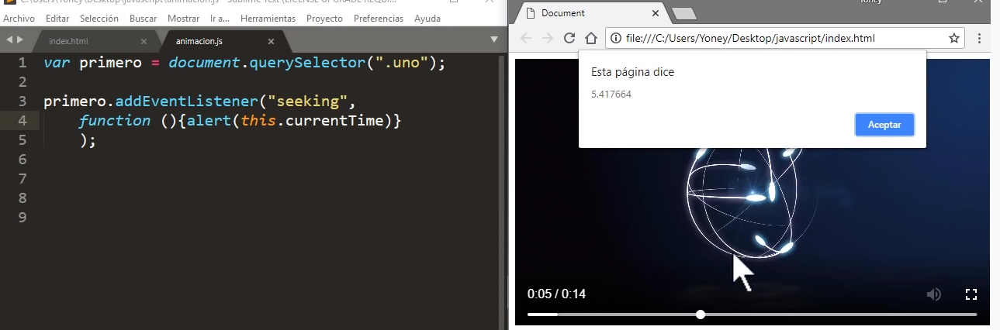 C:\Users\Yoney\Desktop\javascript\animacion.js - Sublime Text (LICENSE UPGRADE REQUI...
Archivo Editar Selección Buscar Mostrar Ir a... Herramientas Proyecto Preferencias Ayuda
index.html × animacion.js ×
1 var primero = document.querySelector(".uno");
2
3 primero.addEventListener("seeking",
4 function (){alert(this.currentTime)}
5 );
6
7
8
9
Yoney
Document ×
file:///C:/Users/Yoney/Desktop/javascript/index.html
Esta página dice
5.417664
Aceptar
0:05 / 0:14